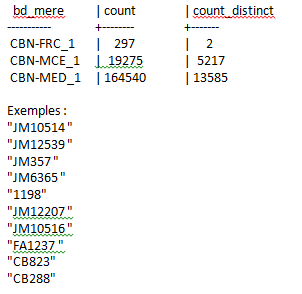 bd_mere | count | count_distinct
----------- +-------- +------
CBN-FRC_1 | 297 | 2
CBN-MCE_1 | 19275 | 5217
CBN-MED_1 | 164540 | 13585
Exemples :
"JM10514"
"JM12539"
"JM357"
"JM6365"
"1198"
"JM12207"
"JM10516"
"FA1237"
"CB823"
"CB288"